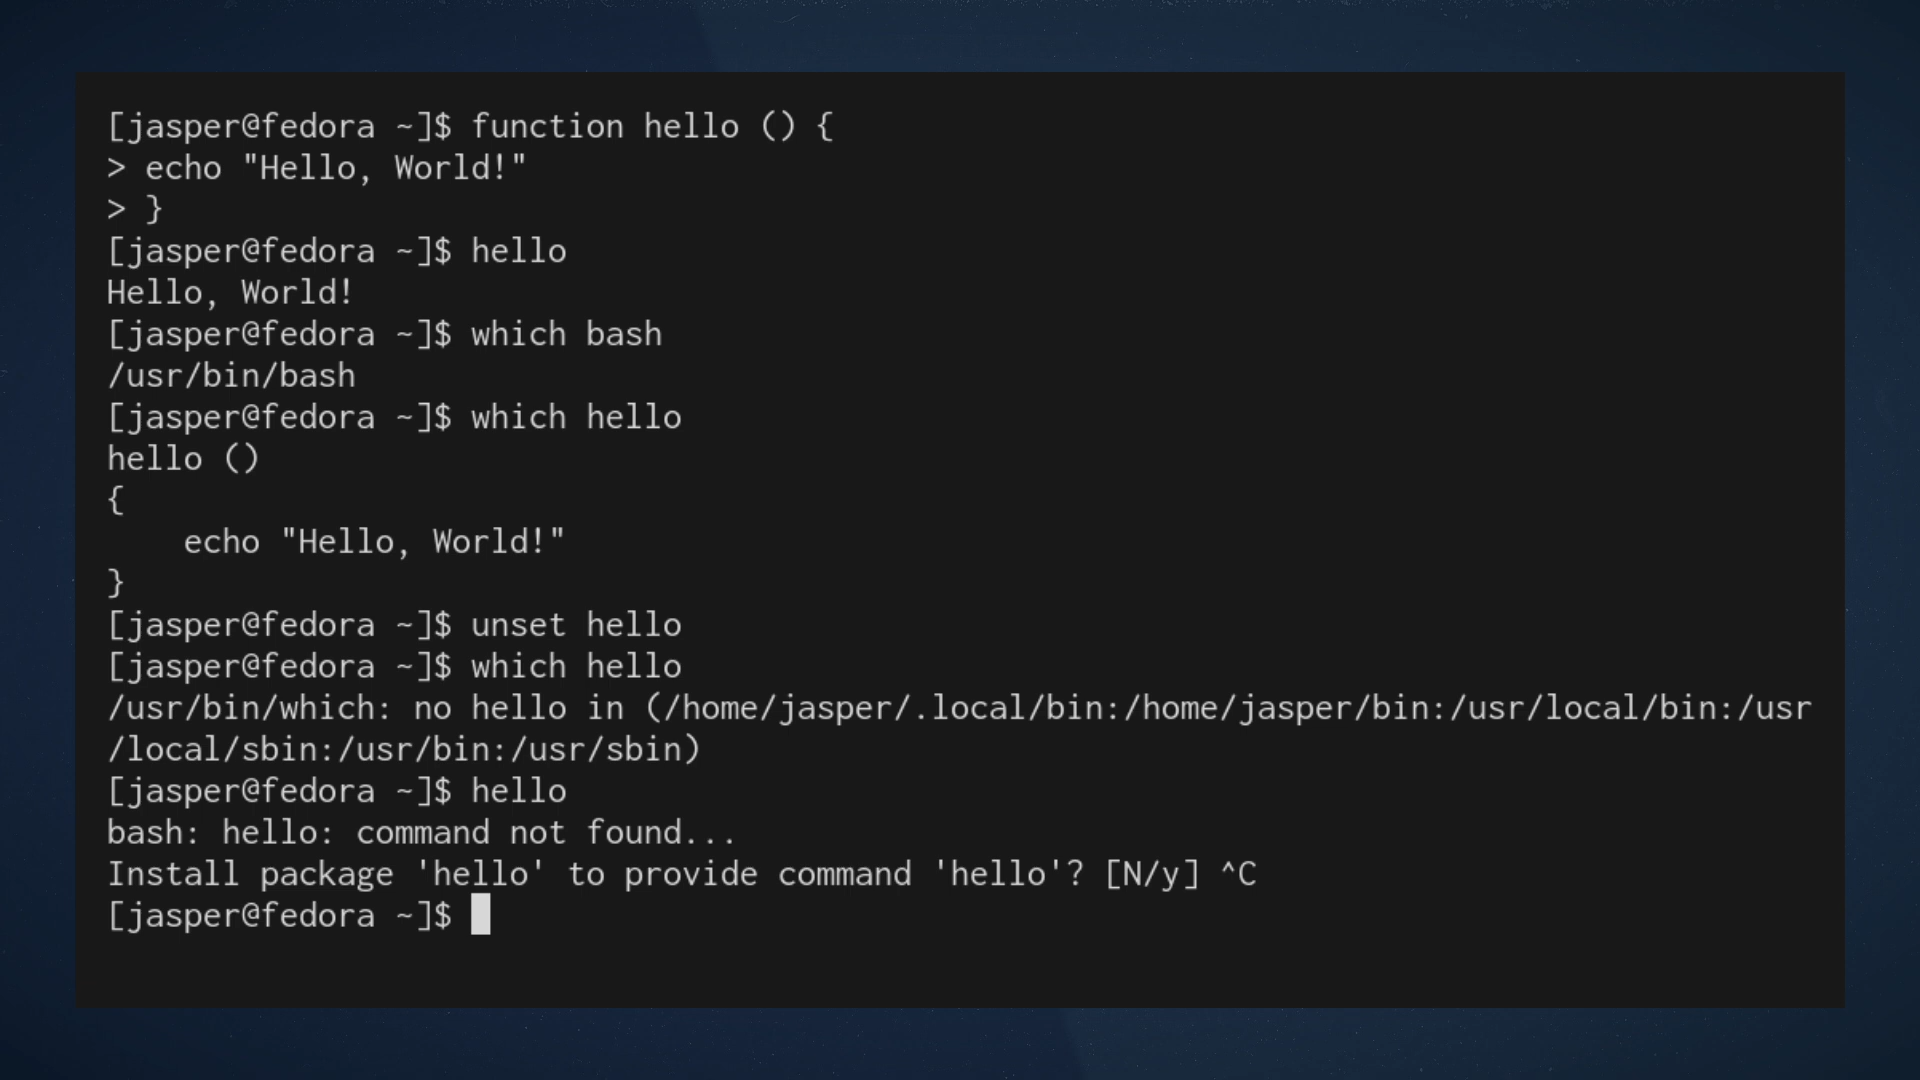 [jasper@fedora ~]$ function hello () {
> echo "Hello, World!"
> }
[jasper@fedora ~]$ hello
Hello, World!
[jasper@fedora ~]$ which bash
/usr/bin/bash
[jasper@fedora ~]$ which hello
hello ()
{
    echo "Hello, World!"
}
[jasper@fedora ~]$ unset hello
[jasper@fedora ~]$ which hello
/usr/bin/which: no hello in (/home/jasper/.local/bin:/home/jasper/bin:/usr/local/bin:/usr
/local/sbin:/usr/bin:/usr/sbin)
[jasper@fedora ~]$ hello
bash: hello: command not found...
Install package 'hello' to provide command 'hello'? [N/y] ^C
[jasper@fedora ~]$